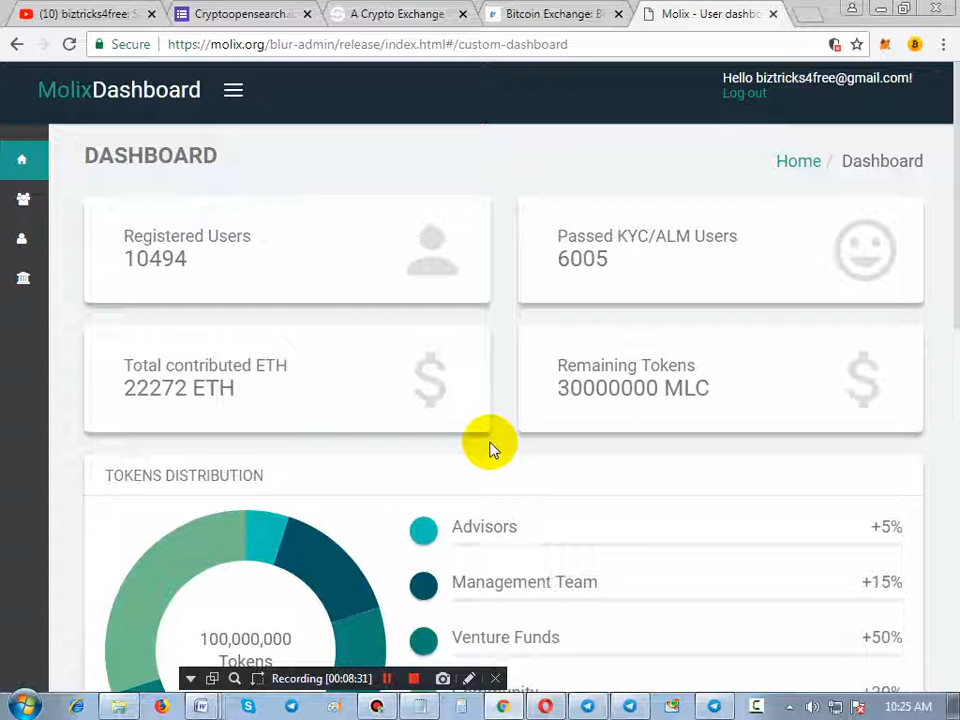 (10) biztricks4free: S
Cryptoopensearch.
A Crypto Exchange
Bitcoin Exchange: B
Molix - User dashb
Secure
https://molix.org/blur-admin/release/index.html#/custom-dashboard
MolixDashboard
Hello biztricks4free@gmail.com!
Log out
DASHBOARD
Home / Dashboard
Registered Users
10494
Passed KYC/ALM Users
6005
Total contributed ETH
22272 ETH
Remaining Tokens
30000000 MLC
TOKENS DISTRIBUTION
Advisors +5%
Management Team +15%
Venture Funds +50%
100,000,000
Tokens
Recording [00:08:31]
10:25 AM